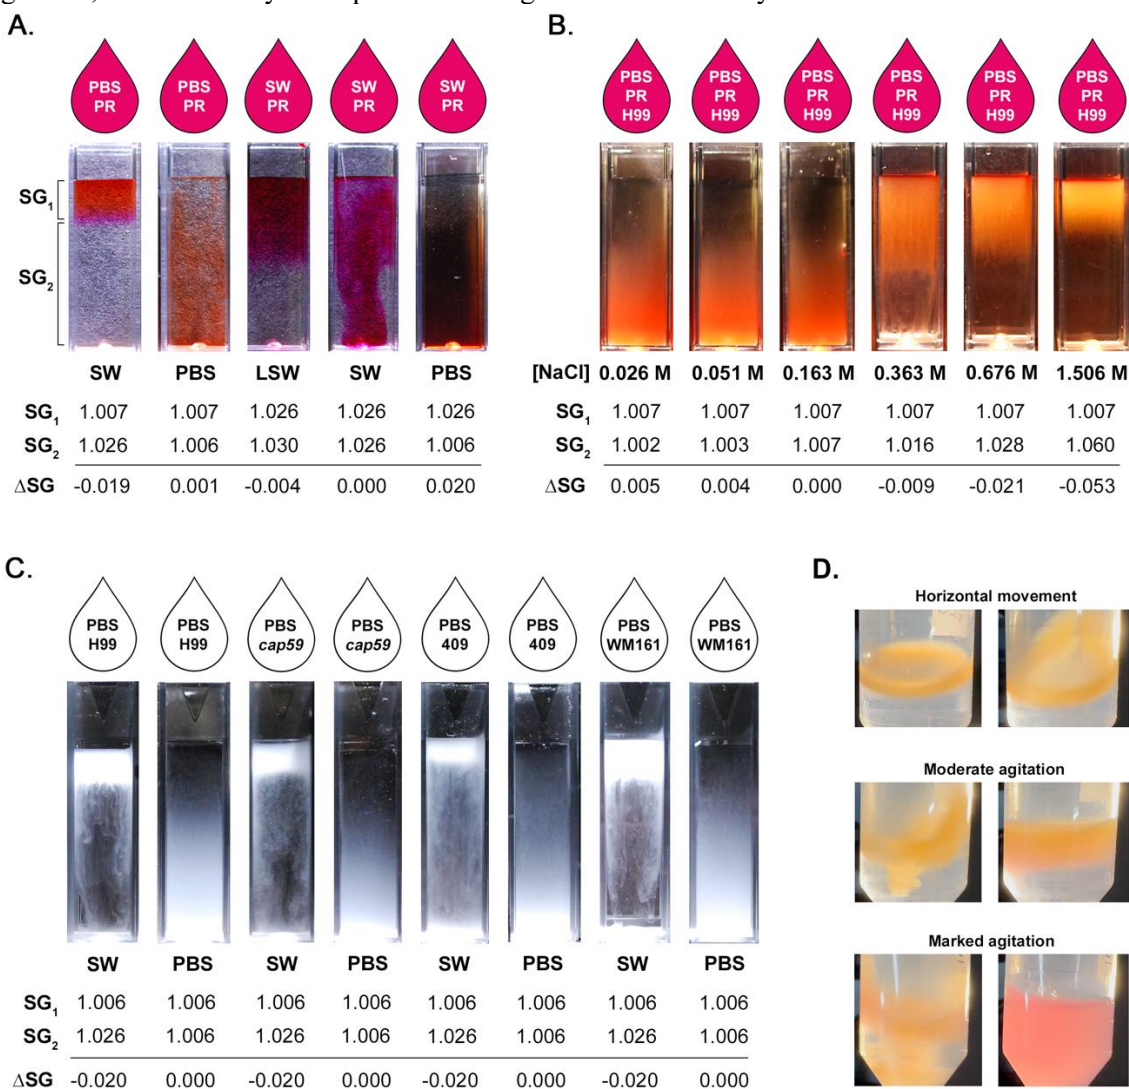 A.
PBS PR PBS PR SW PR SW PR SW PR
SG1
SG2
SW PBS LSW SW PBS
SG1 1.007 1.007 1.026 1.026 1.026
SG2 1.026 1.006 1.030 1.026 1.006
∆SG -0.019 0.001 -0.004 0.000 0.020
B.
PBS PR H99 PBS PR H99 PBS PR H99 PBS PR H99 PBS PR H99 PBS PR H99
[NaCl] 0.026 M 0.051 M 0.163 M 0.363 M 0.676 M 1.506 M
SG1 1.007 1.007 1.007 1.007 1.007 1.007
SG2 1.002 1.003 1.007 1.016 1.028 1.060
∆SG 0.005 0.004 0.000 -0.009 -0.021 -0.053
C.
PBS H99 PBS H99 PBS cap59 PBS cap59 PBS 409 PBS 409 PBS WM161 PBS WM161
SW PBS SW PBS SW PBS SW PBS
SG1 1.006 1.006 1.006 1.006 1.006 1.006 1.006 1.006
SG2 1.026 1.006 1.026 1.006 1.026 1.006 1.026 1.006
∆SG -0.020 0.000 -0.020 0.000 -0.020 0.000 -0.020 0.000
D.
Horizontal movement
Moderate agitation
Marked agitation